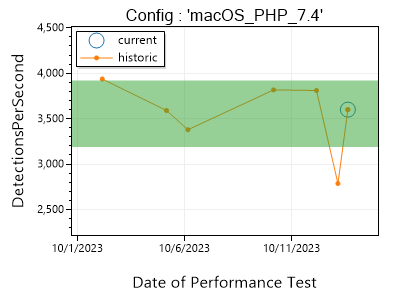 Config : 'macOS_PHP_7.4'
current
historic
4,500
4,000
3,500
3,000
2,500
DetectionsPerSecond
10/1/2023
10/6/2023
10/11/2023
Date of Performance Test